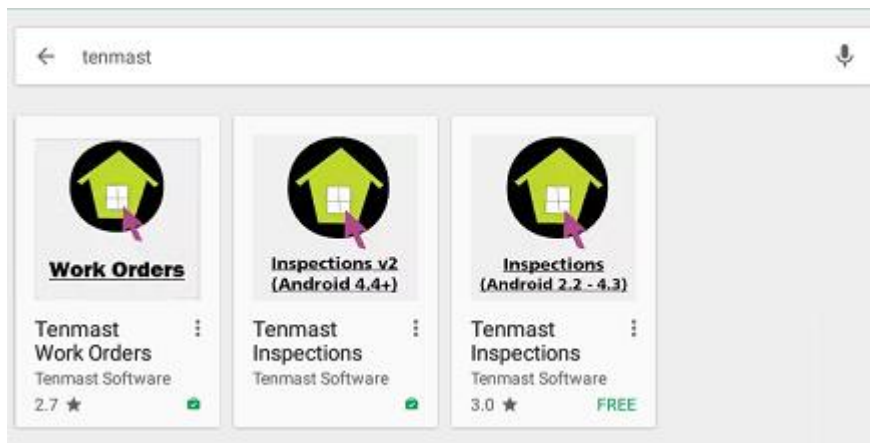 tenmast
Work Orders
Tenmast
Work Orders
Tenmast Software
2.7 ★
Inspections v2
(Android 4.4+)
Tenmast
Inspections
Tenmast Software
Inspections
(Android 2.2 - 4.3)
Tenmast
Inspections
Tenmast Software
3.0 ★ FREE